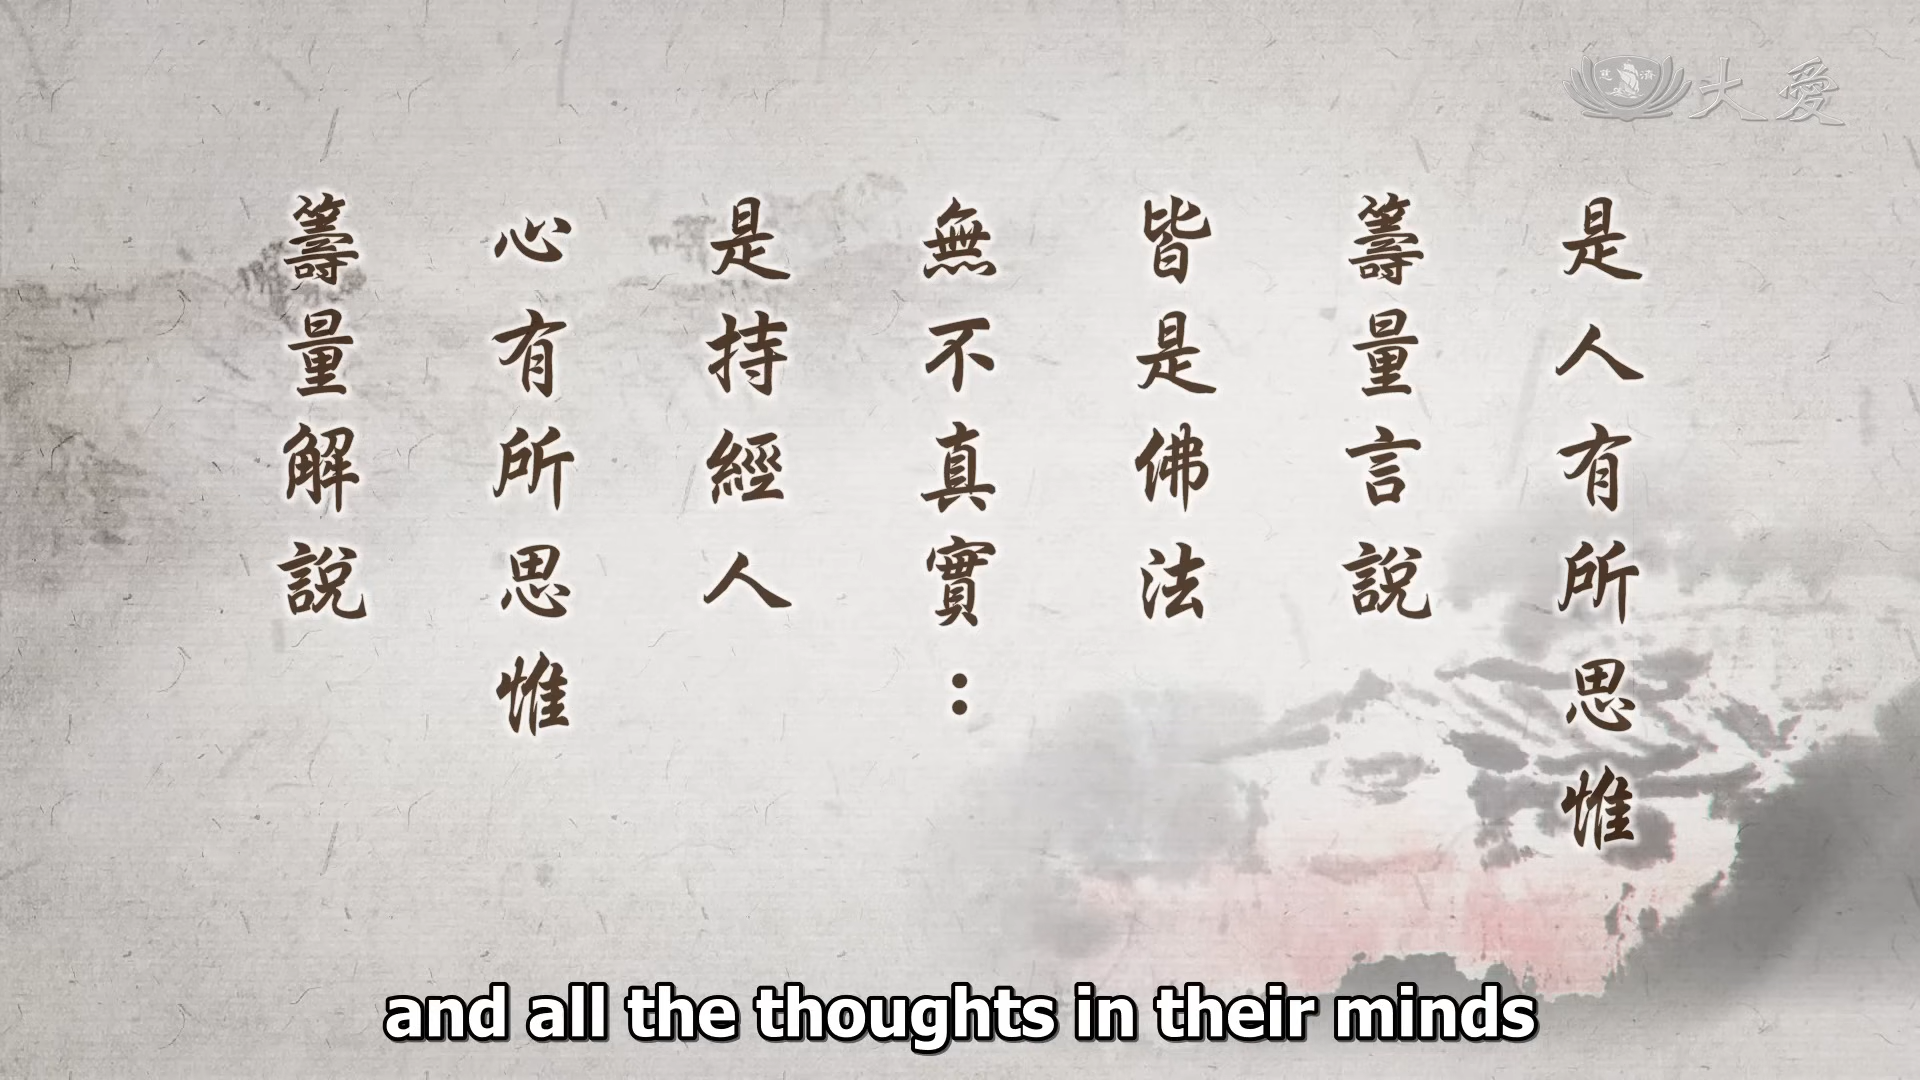 大愛
是人有所思惟
籌量言說
皆是佛法
無不真實：
是持經人
心有所思惟
籌量解說
and all the thoughts in their minds